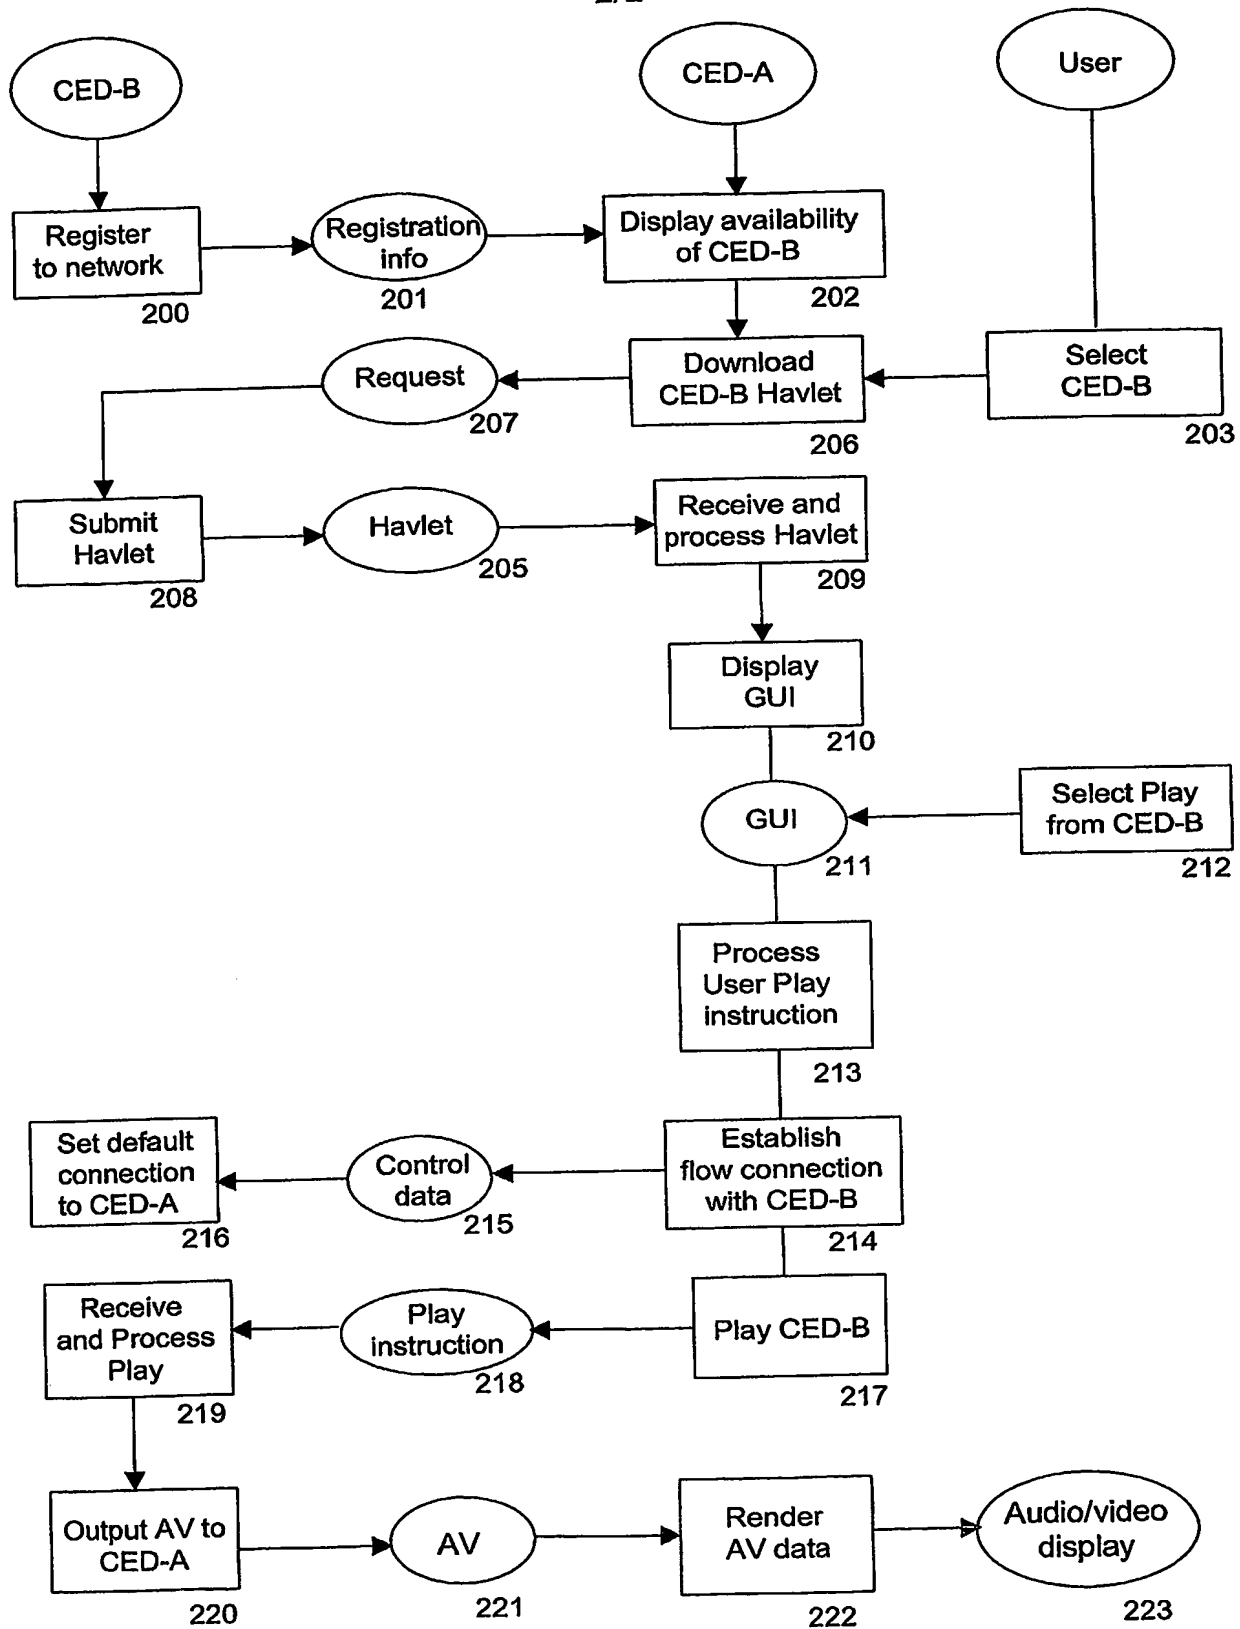 CED-B
CED-A
User
Register
to network
200
Registration
info
201
Display availability
of CED-B
202
Request
207
Download
CED-B Havlet
206
Select
CED-B
203
Submit
Havlet
208
Havlet
205
Receive and
process Havlet
209
Display
GUI
210
GUI
211
Select Play
from CED-B
212
Process
User Play
instruction
213
Set default
connection
to CED-A
216
Control
data
215
Establish
flow connection
with CED-B
214
Receive
and Process
Play
219
Play
instruction
218
Play CED-B
217
Output AV to
CED-A
220
AV
221
Render
AV data
222
Audio/video
display
223